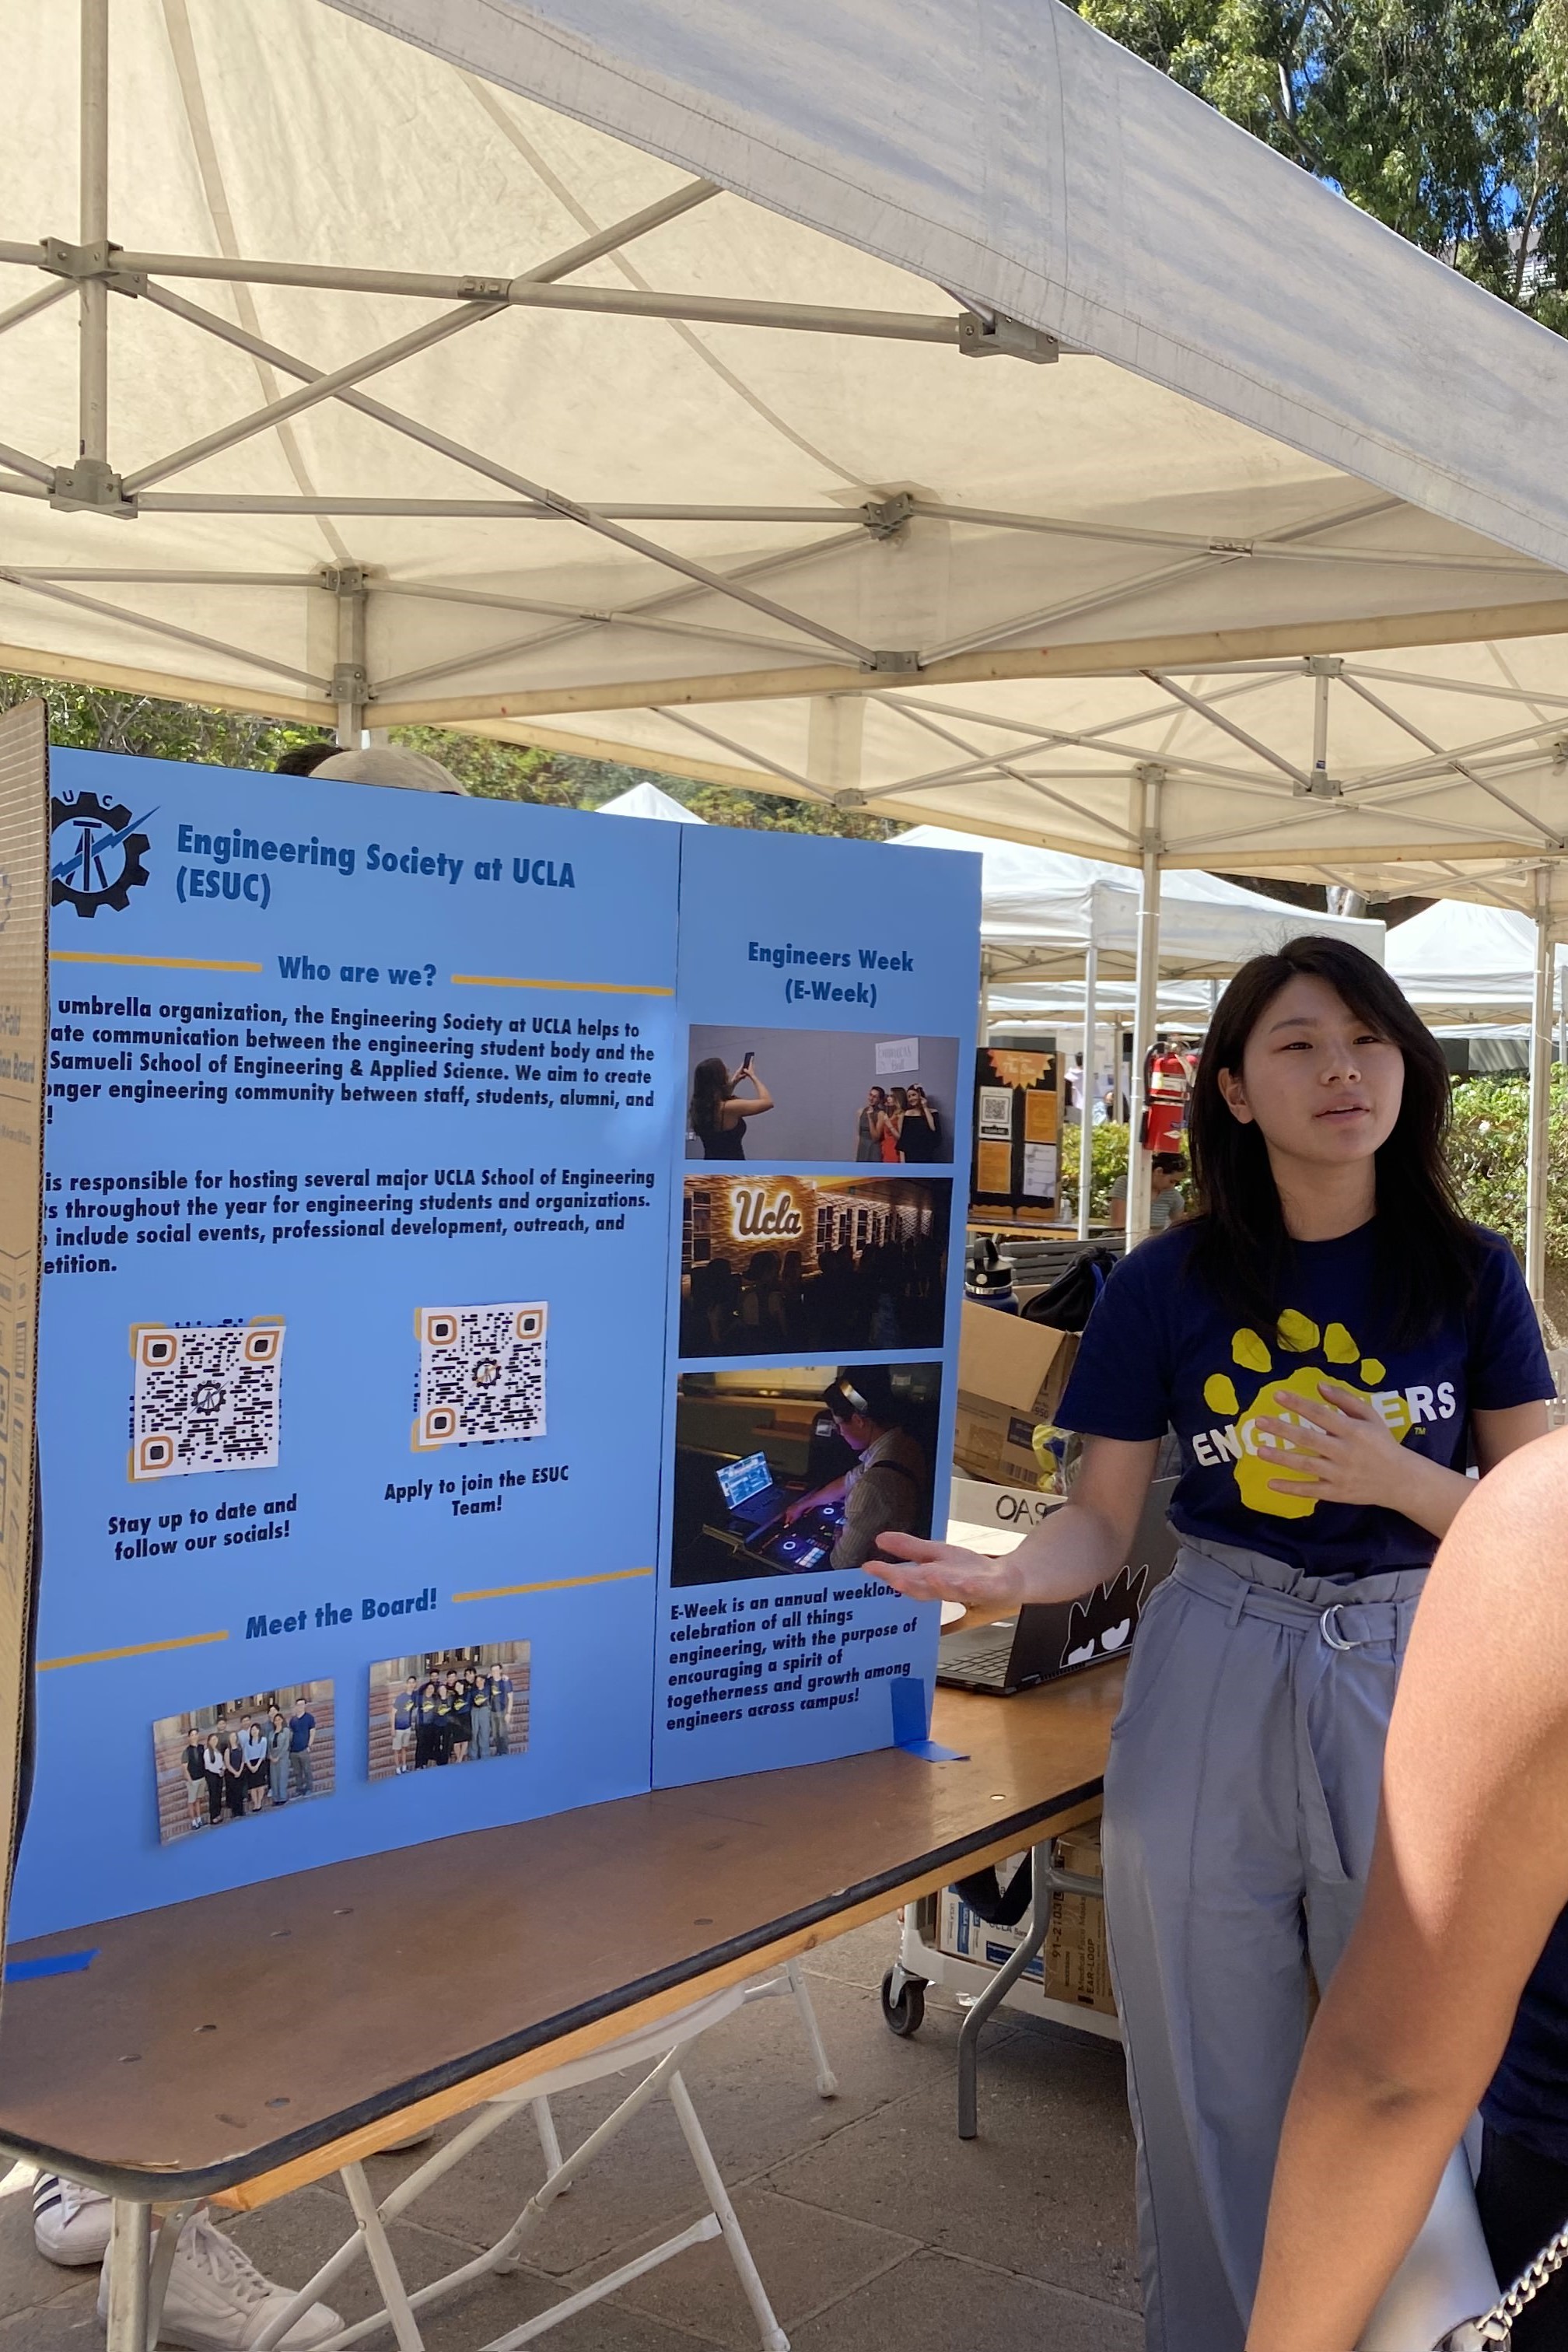 U C
Engineering Society at UCLA
(ESUC)
Who are we?
umbrella organization, the Engineering Society at UCLA helps to
ate communication between the engineering student body and the
Samueli School of Engineering & Applied Science. We aim to create
onger engineering community between staff, students, alumni, and
!
is responsible for hosting several major UCLA School of Engineering
s throughout the year for engineering students and organizations.
include social events, professional development, outreach, and
etition.
Stay up to date and
follow our socials!
Apply to join the ESUC
Team!
Meet the Board!
Engineers Week
(E-Week)
Ucla
E-Week is an annual weeklong
celebration of all things
engineering, with the purpose of
encouraging a spirit of
togetherness and growth among
engineers across campus!
ENGINEERS
TM
OAS
91-2103
EAR-LOOP